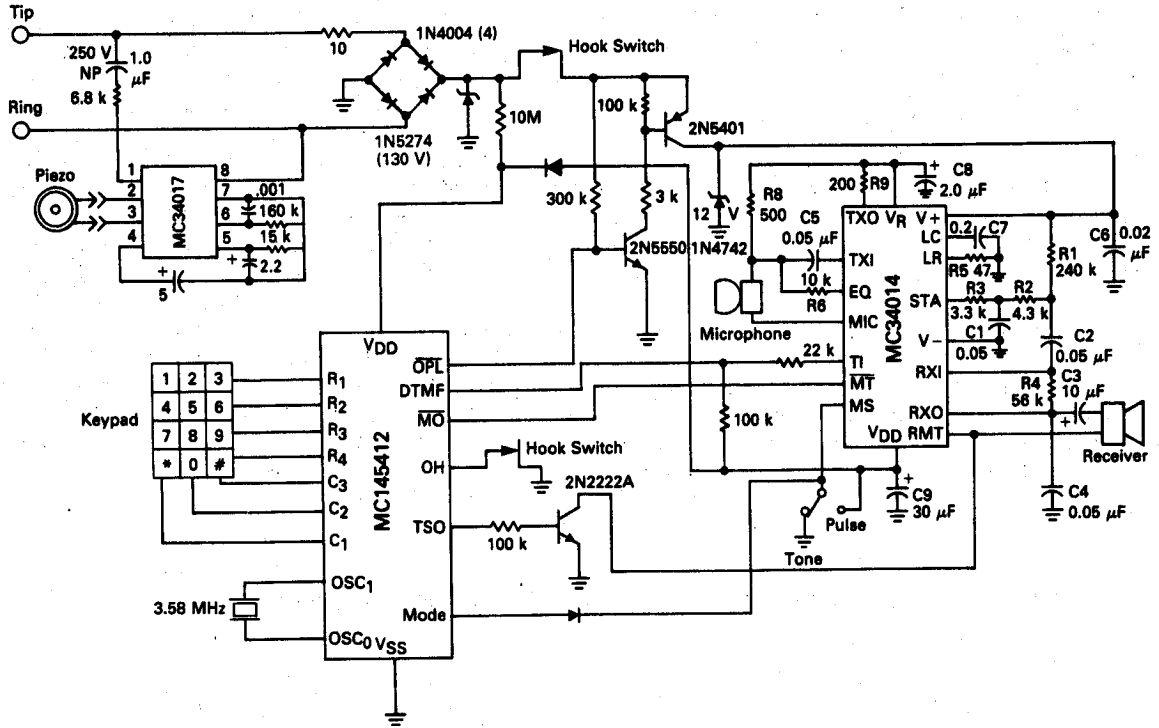 Tip
250 V
NP
1.0
µF
6.8 k
10
1N4004 (4)
Hook Switch
Ring
1N5274
(130 V)
10M
100 k
2N5401
Piezo
1
2
3
4
MC34017
8
7
6
5
.001
160 k
15 k
2.2
+
5
+
300 k
3 k
2N5550
12 V
1N4742
R8
500
200
R9
+
C8
2.0 µF
C5
0.05
µF
10 k
R6
Microphone
TXO
VR
V+
TXI
LC
LR
EQ
STA
MIC
V−
TI
RXI
MT
MS
RXO
VDD
RMT
MC34014
0.2
C7
R5 47
R1
240 k
C6
0.02
µF
R3
3.3 k
R2
4.3 k
C1
0.05
C2
0.05 µF
R4
56 k
C3
10 µF
+
Receiver
C4
0.05 µF
+
C9
30 µF
22 k
100 k
Pulse
Tone
Keypad
1 2 3
4 5 6
7 8 9
* 0 #
VDD
R1
R2
R3
R4
C3
C2
C1
OSC1
OSC0
VSS
MC145412
OPL
DTMF
MO
OH
TSO
Mode
Hook Switch
2N2222A
100 k
3.58 MHz